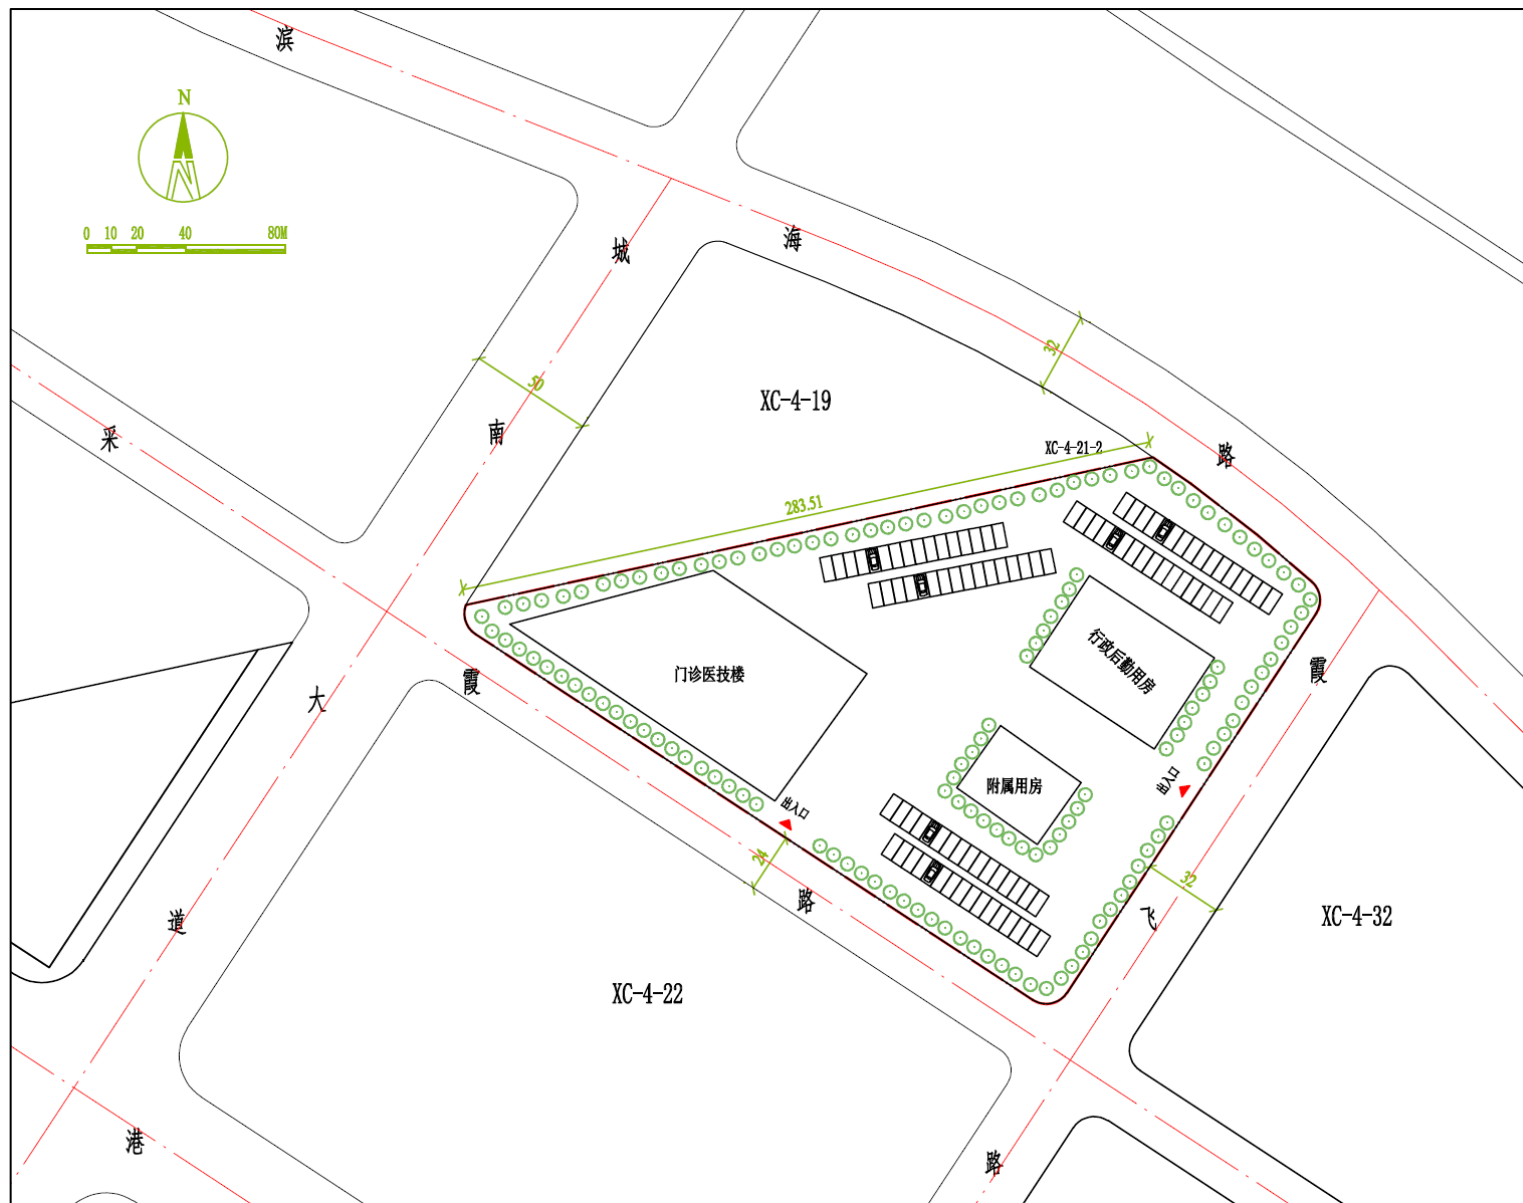 滨
N
0 10 20 40 80M
城
海
32
50
XC-4-19
采
南
XC-4-21-2
路
283.51
门诊医技楼
行政后勤用房
霞
霞
大
附属用房
出入口
出入口
24
32
路
飞
道
XC-4-32
XC-4-22
港
路